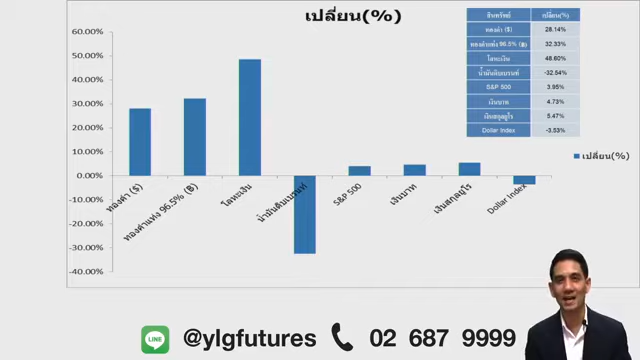 เปลี่ยน(%)
สินทรัพย์ เปลี่ยน(%)
ทองคำ ($) 28.14%
ทองคำแท่ง 96.5% (฿) 32.33%
โลหะเงิน 48.60%
น้ำมันดิบเบรนท์ -32.54%
S&P 500 3.95%
เงินบาท 4.73%
เงินสกุลยูโร 5.47%
Dollar Index -3.53%
60.00%
50.00%
40.00%
30.00%
20.00%
10.00%
0.00%
-10.00%
-20.00%
-30.00%
-40.00%
ทองคำ ($)
ทองคำแท่ง 96.5% (฿)
โลหะเงิน
น้ำมันดิบเบรนท์
S&P 500
เงินบาท
เงินสกุลยูโร
Dollar Index
เปลี่ยน(%)
LINE @ylgfutures 02 687 9999